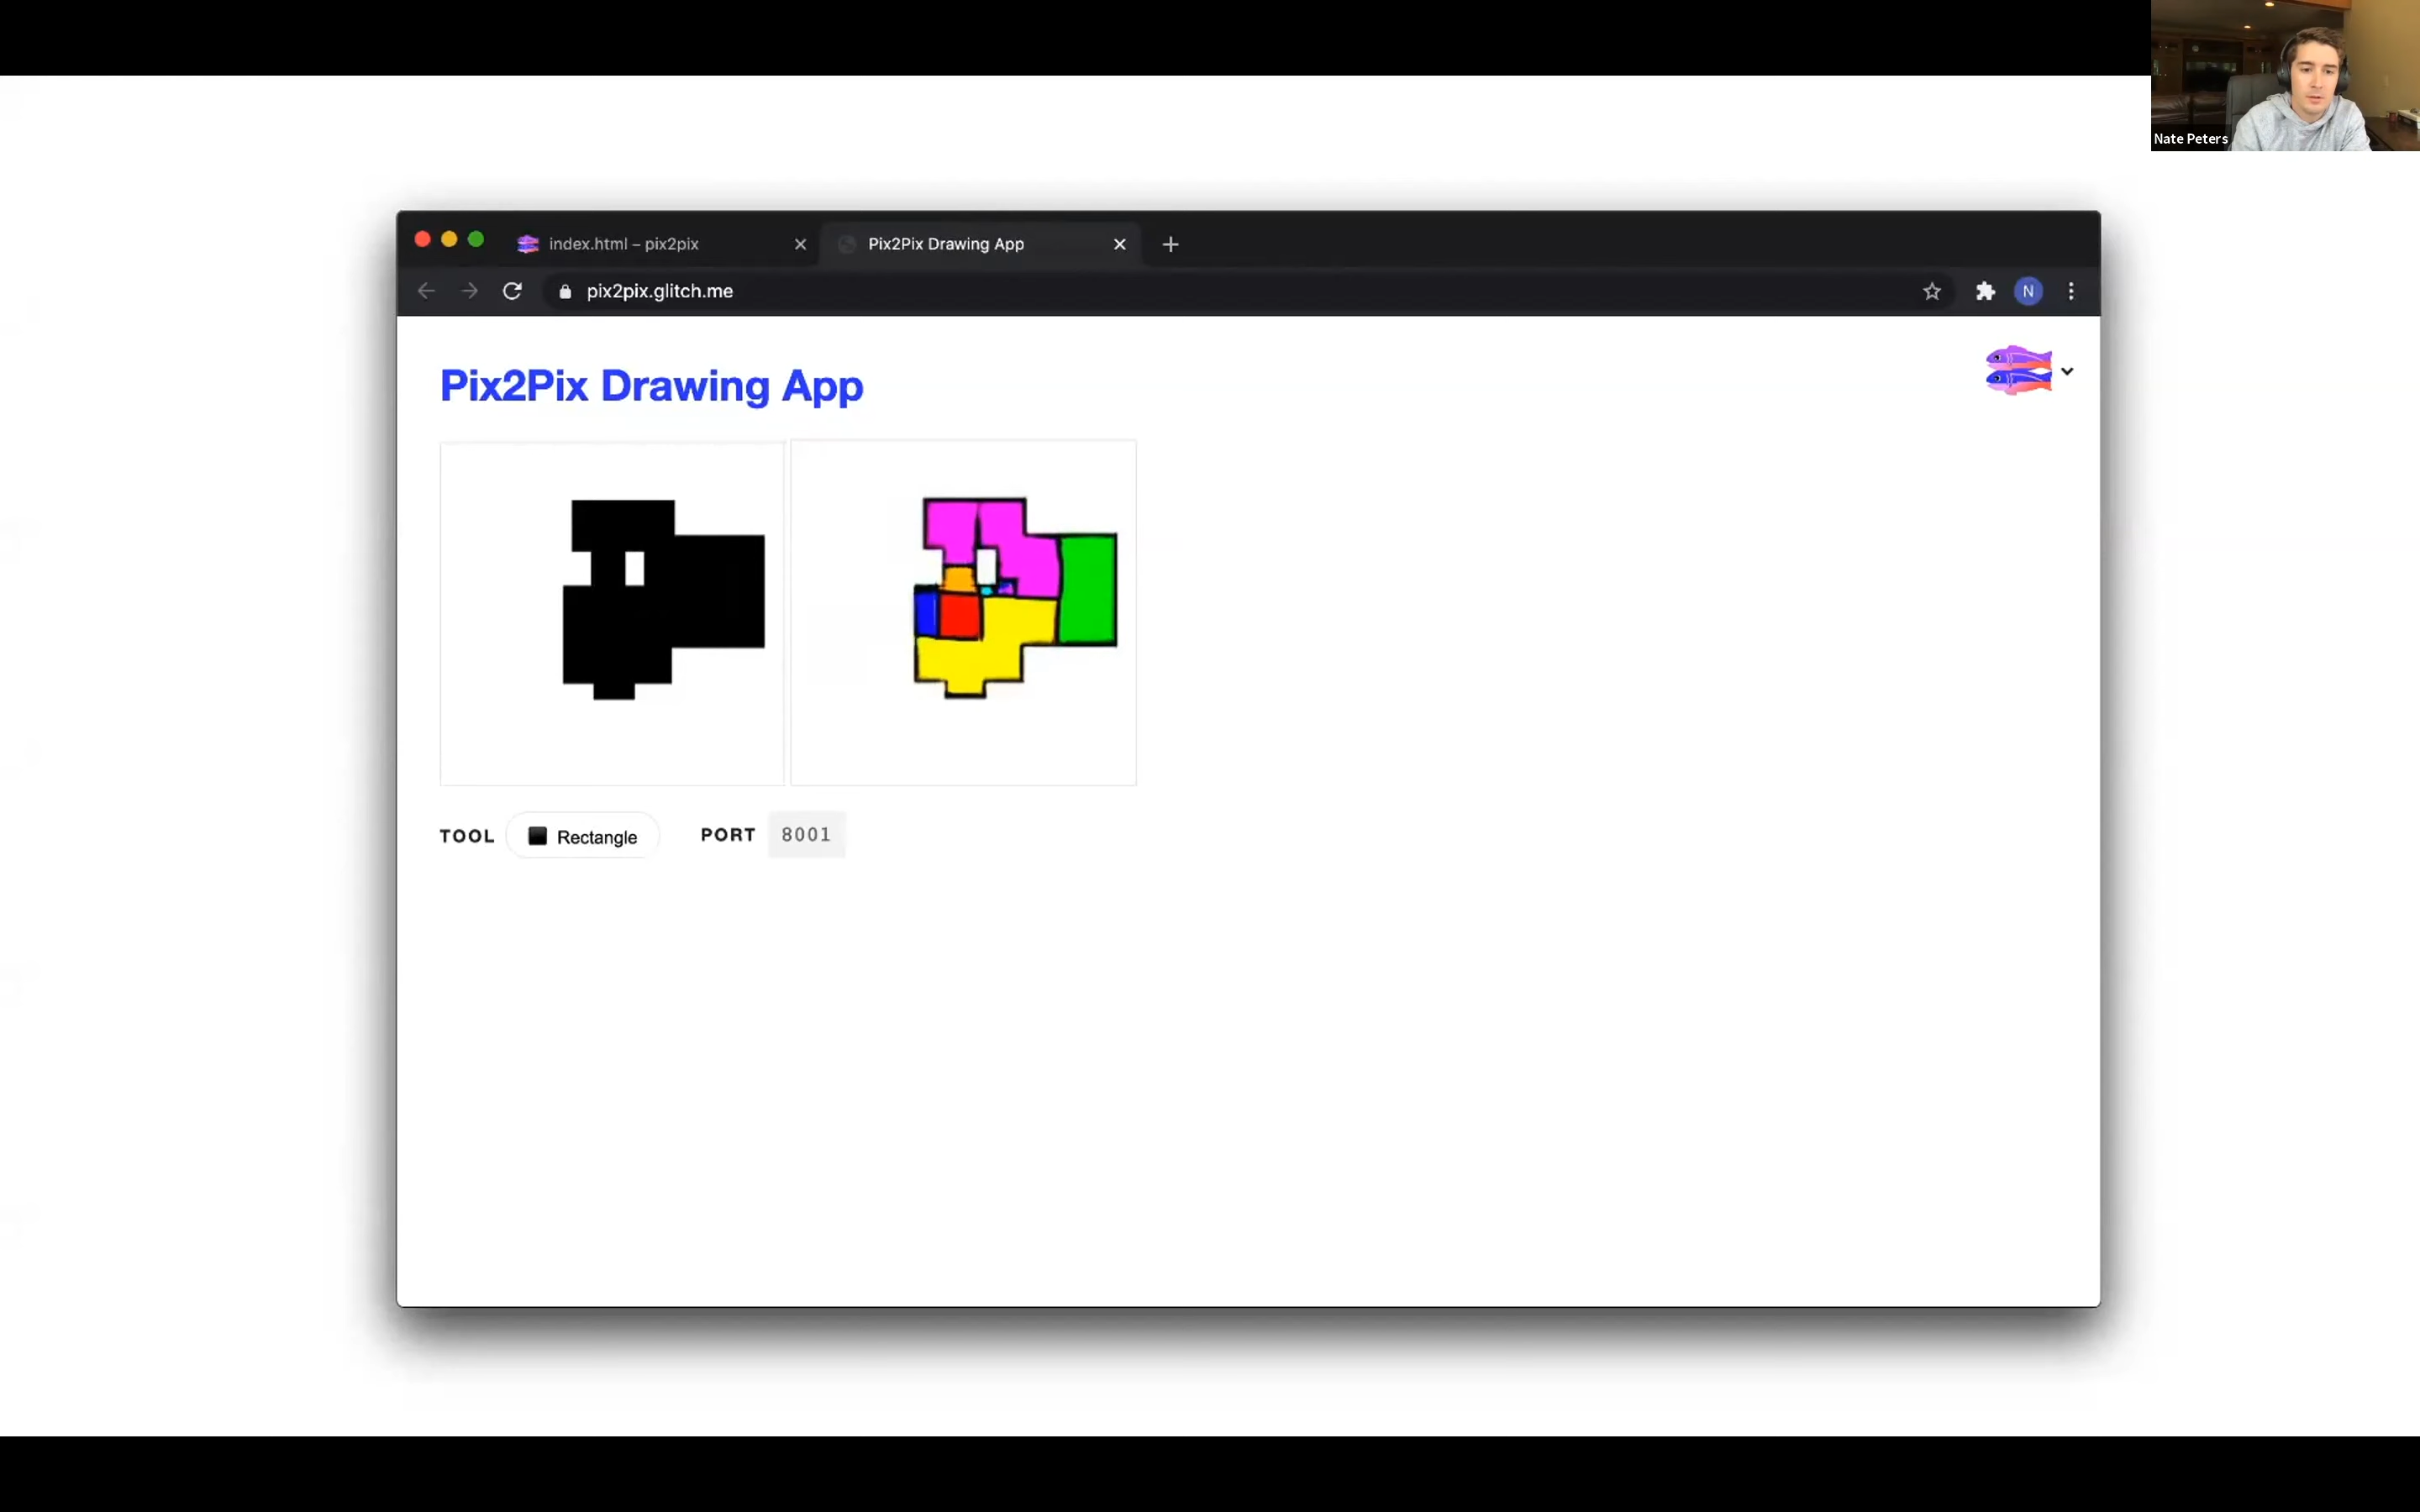 Nate Peters
index.html – pix2pix
Pix2Pix Drawing App
pix2pix.glitch.me
N
Pix2Pix Drawing App
TOOL Rectangle PORT 8001